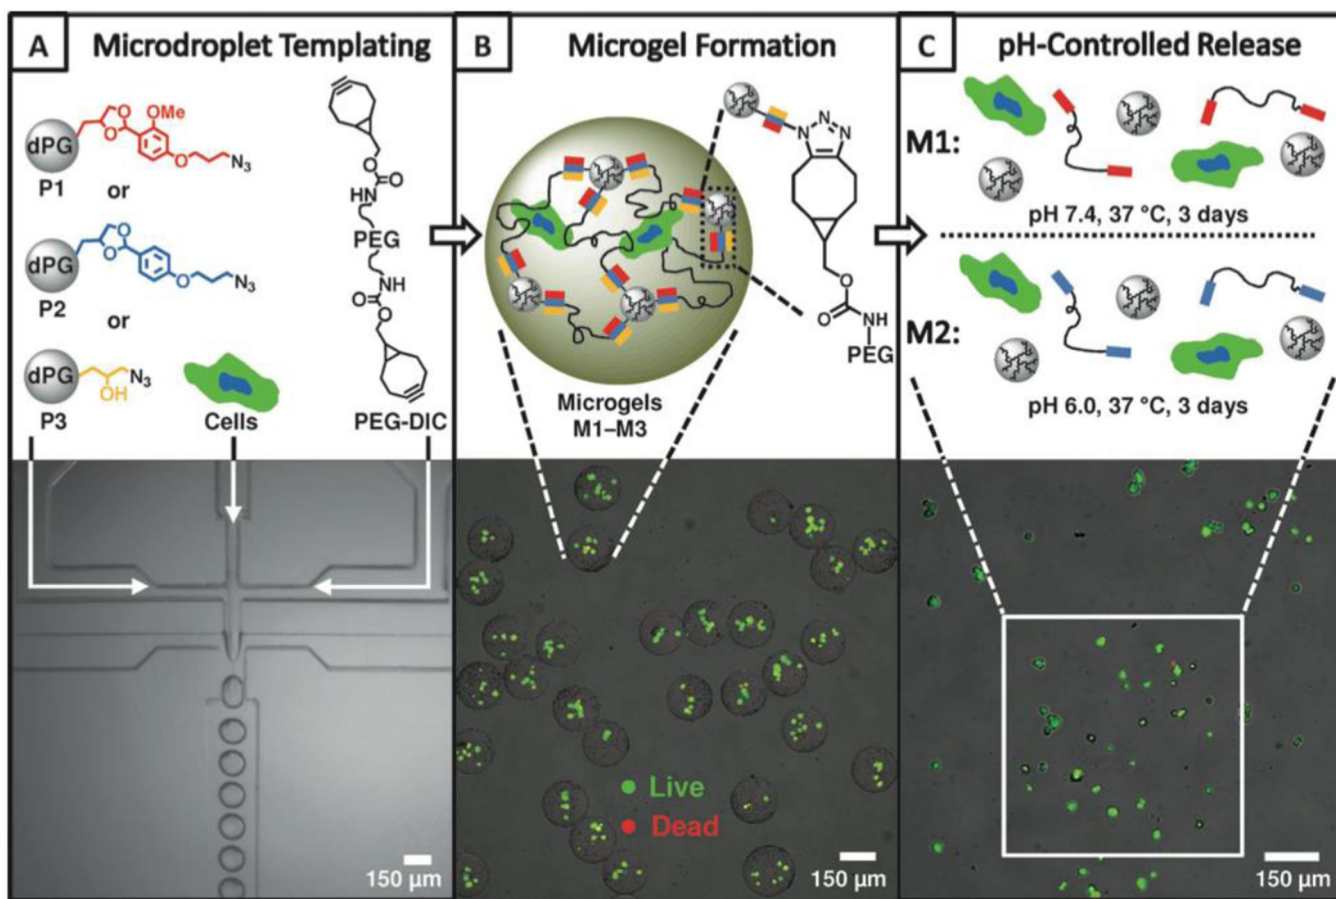 A Microdroplet Templating
OMe
O
O
dPG
O
N3
P1 or
O
O
dPG
O
N3
P2 or
dPG
N3
OH
P3
Cells
O
O
HN
PEG
NH
O
O
PEG-DIC
150 µm
B Microgel Formation
N
N
N
O
O
NH
PEG
Microgels
M1–M3
Live
Dead
150 µm
C pH-Controlled Release
M1:
pH 7.4, 37 °C, 3 days
M2:
pH 6.0, 37 °C, 3 days
150 µm